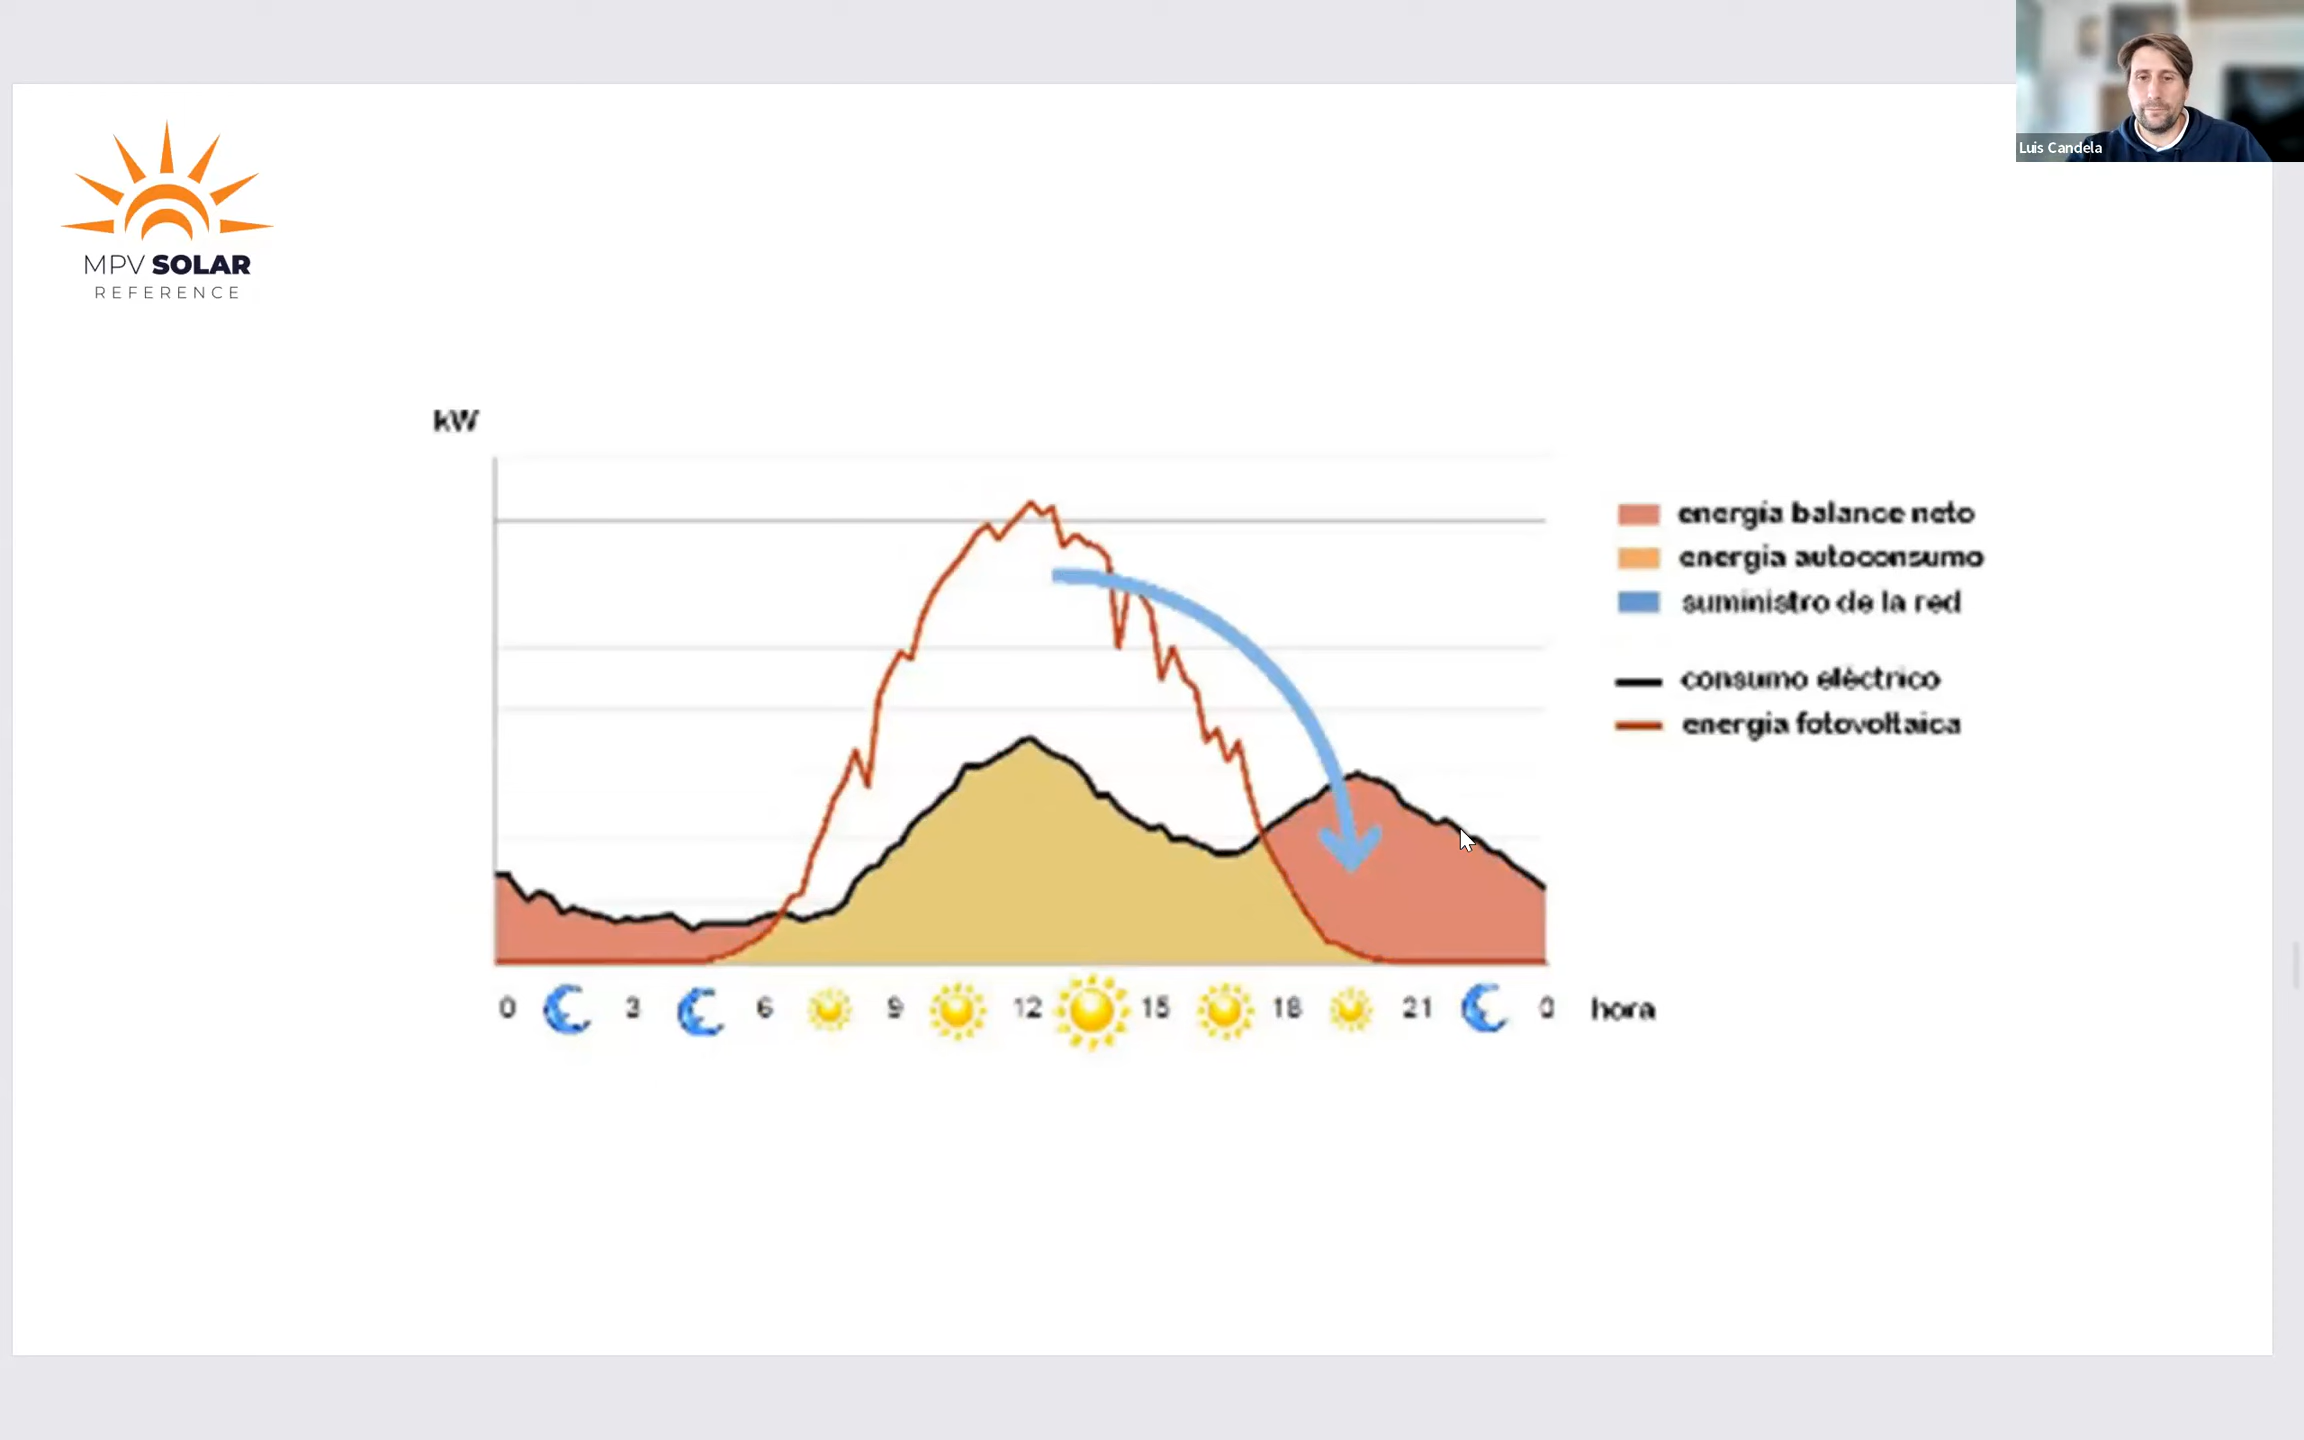 Luis Candela
MPV SOLAR
REFERENCE
kW
energia balance neto
energia autoconsumo
suministro de la red
consumo eléctrico
energia fotovoltaica
0 3 6 9 12 15 18 21 0 hora